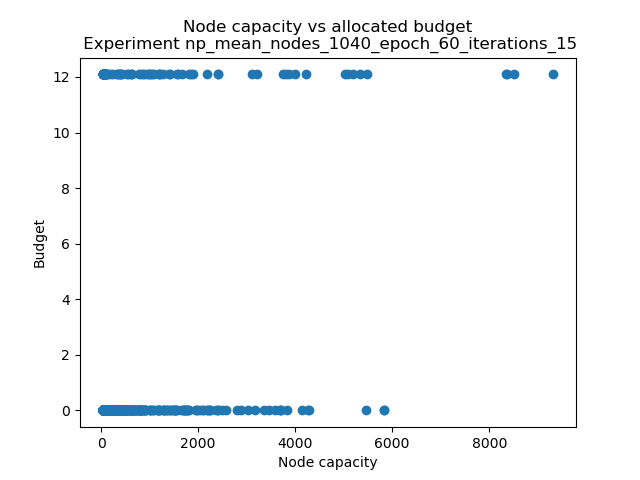 Node capacity vs allocated budget
Experiment np_mean_nodes_1040_epoch_60_iterations_15
12
10
8
6
4
2
0
Budget
0 2000 4000 6000 8000
Node capacity